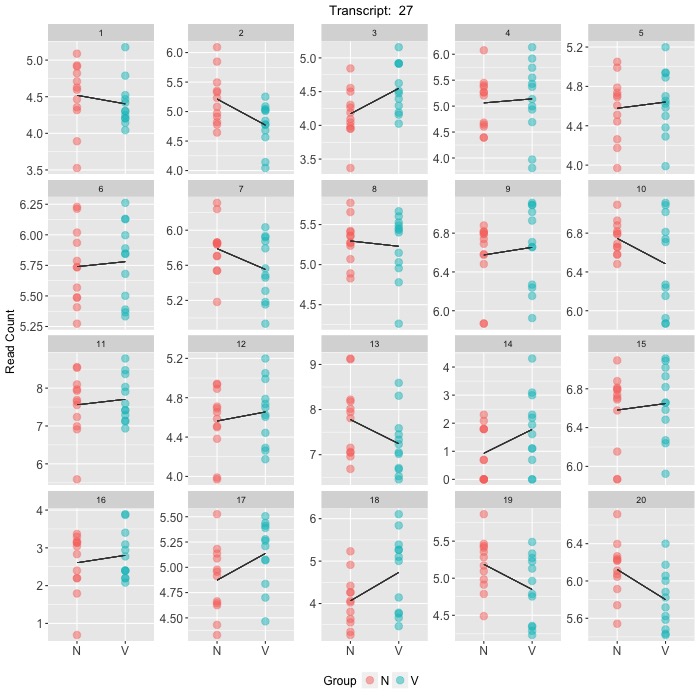 Transcript: 27
1 2 3 4 5
5.0 6.0 5.0 6.0 5.2
4.5 5.5 4.5 5.5 4.8
4.0 5.0 4.0 5.0 4.4
3.5 4.5 3.5 4.5 4.0
4.0 4.0
6 7 8 9 10
6.25 6.0 5.5 6.8 6.8
6.00 5.6 5.0 6.4 6.4
5.75 5.2 4.5 6.0 6.0
5.50
5.25
Read Count
11 12 13 14 15
8 5.2 9 4 6.8
7 4.8 8 3 6.4
6 4.4 7 2 6.0
4.0 1
0
16 17 18 19 20
4 5.50 6 5.5 6.4
3 5.25 5 5.0 6.0
2 5.00 4 4.5 5.6
1 4.75
4.50
N V N V N V N V N V
Group N V